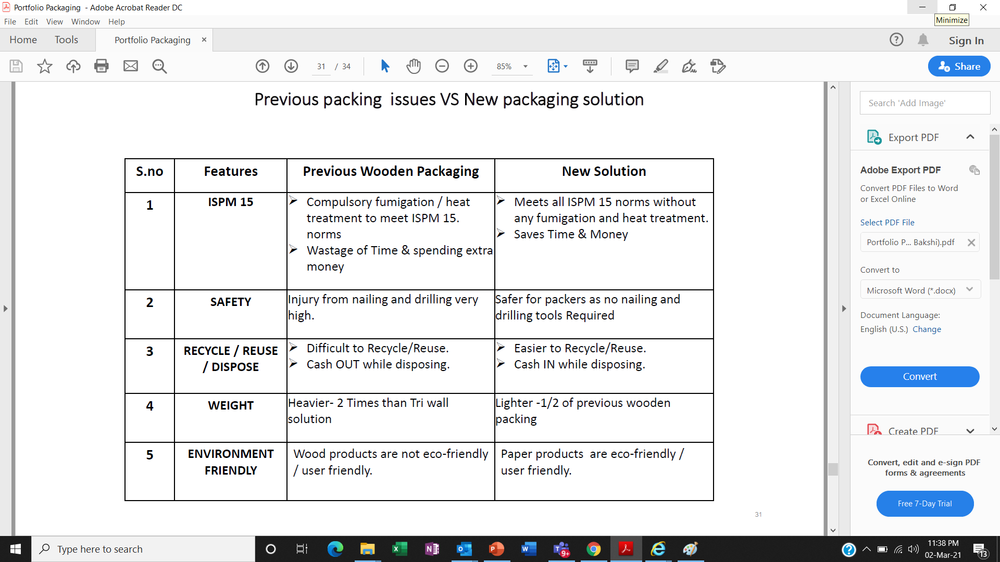 Portfolio Packaging - Adobe Acrobat Reader DC
File Edit View Window Help
Minimize
Home Tools Portfolio Packaging × Sign In
31 / 34 85% Share
Previous packing issues VS New packaging solution
S.no Features Previous Wooden Packaging New Solution
1 ISPM 15
Compulsory fumigation / heat
treatment to meet ISPM 15.
norms
Wastage of Time & spending extra
money
Meets all ISPM 15 norms without
any fumigation and heat treatment.
Saves Time & Money
2 SAFETY
Injury from nailing and drilling very
high.
Safer for packers as no nailing and
drilling tools Required
3 RECYCLE / REUSE
/ DISPOSE
Difficult to Recycle/Reuse.
Cash OUT while disposing.
Easier to Recycle/Reuse.
Cash IN while disposing.
4 WEIGHT
Heavier- 2 Times than Tri wall
solution
Lighter -1/2 of previous wooden
packing
5 ENVIRONMENT
FRIENDLY
Wood products are not eco-friendly
/ user friendly.
Paper products are eco-friendly /
user friendly.
31
Search 'Add Image'
Export PDF
Adobe Export PDF
Convert PDF Files to Word
or Excel Online
Select PDF File
Portfolio P... Bakshi).pdf
Convert to
Microsoft Word (*.docx)
Document Language:
English (U.S.) Change
Convert
Create PDF
Convert, edit and e-sign PDF
forms & agreements
Free 7-Day Trial
Type here to search
9+
11:38 PM
02-Mar-21
13